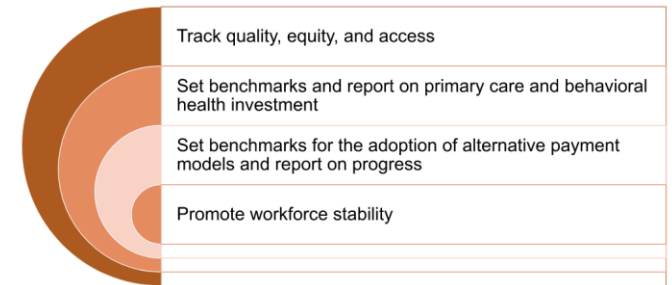 Track quality, equity, and access
Set benchmarks and report on primary care and behavioral
health investment
Set benchmarks for the adoption of alternative payment
models and report on progress
Promote workforce stability